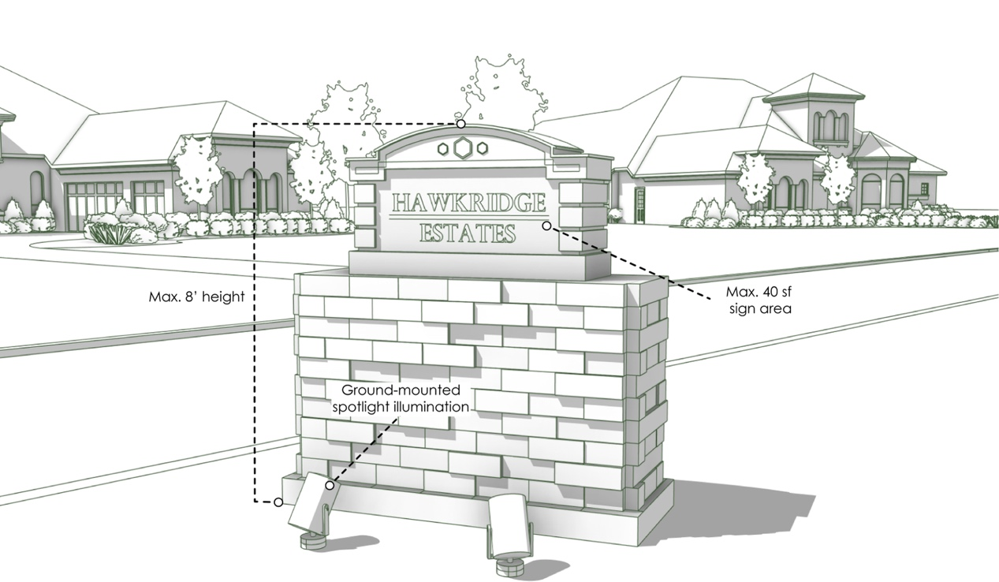 HAWKRIDGE
ESTATES
Max. 8’ height
Max. 40 sf
sign area
Ground-mounted
spotlight illumination